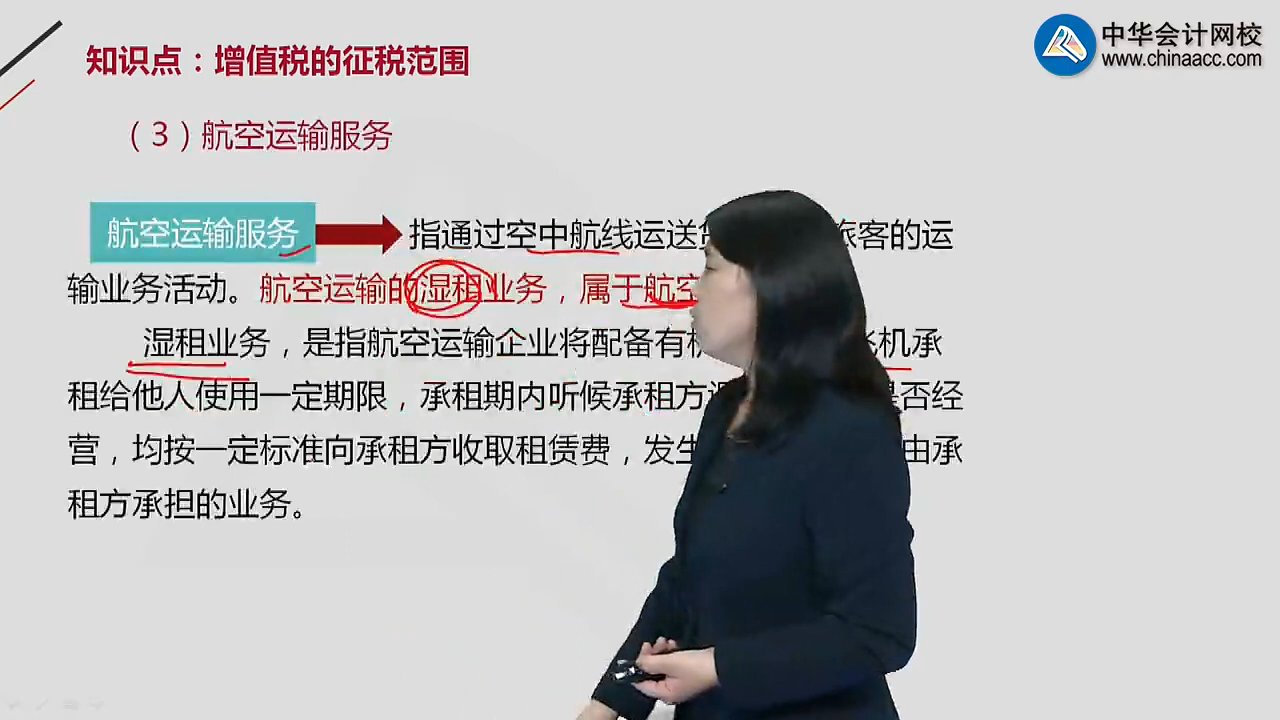 知识点：增值税的征税范围
中华会计网校
www.chinaacc.com
（3）航空运输服务
航空运输服务
指通过空中航线运送 旅客的运
输业务活动。航空运输的湿租业务，属于航空
湿租业务，是指航空运输企业将配备有机 飞机承
租给他人使用一定期限，承租期内听候承租方 是否经
营，均按一定标准向承租方收取租赁费，发生 由承
租方承担的业务。